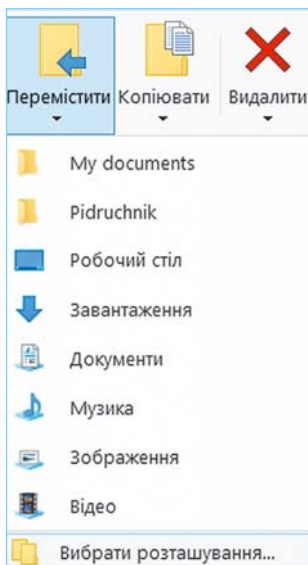 Перемістити Копіювати Видалити
My documents
Pidruchnik
Робочий стіл
Завантаження
Документи
Музика
Зображення
Відео
Вибрати розташування...